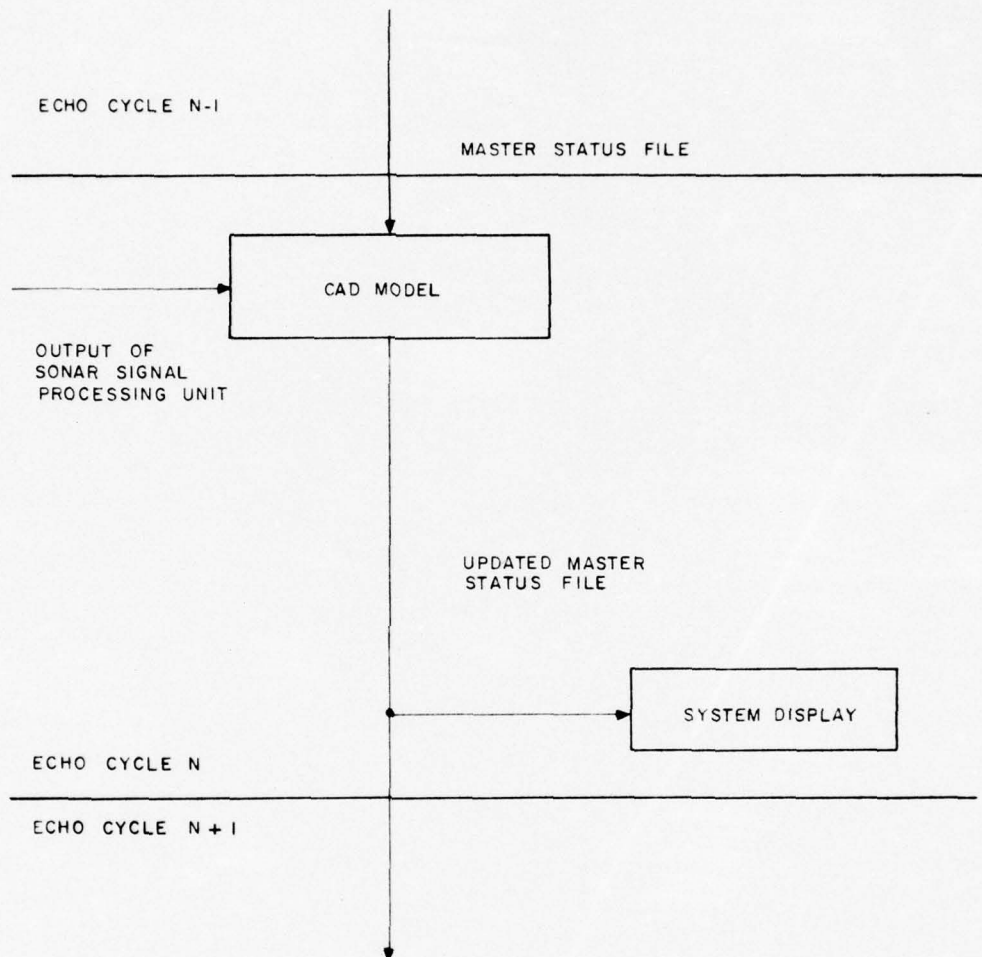 ECHO CYCLE N-1
MASTER STATUS FILE
CAD MODEL
OUTPUT OF
SONAR SIGNAL
PROCESSING UNIT
UPDATED MASTER
STATUS FILE
SYSTEM DISPLAY
ECHO CYCLE N
ECHO CYCLE N + 1